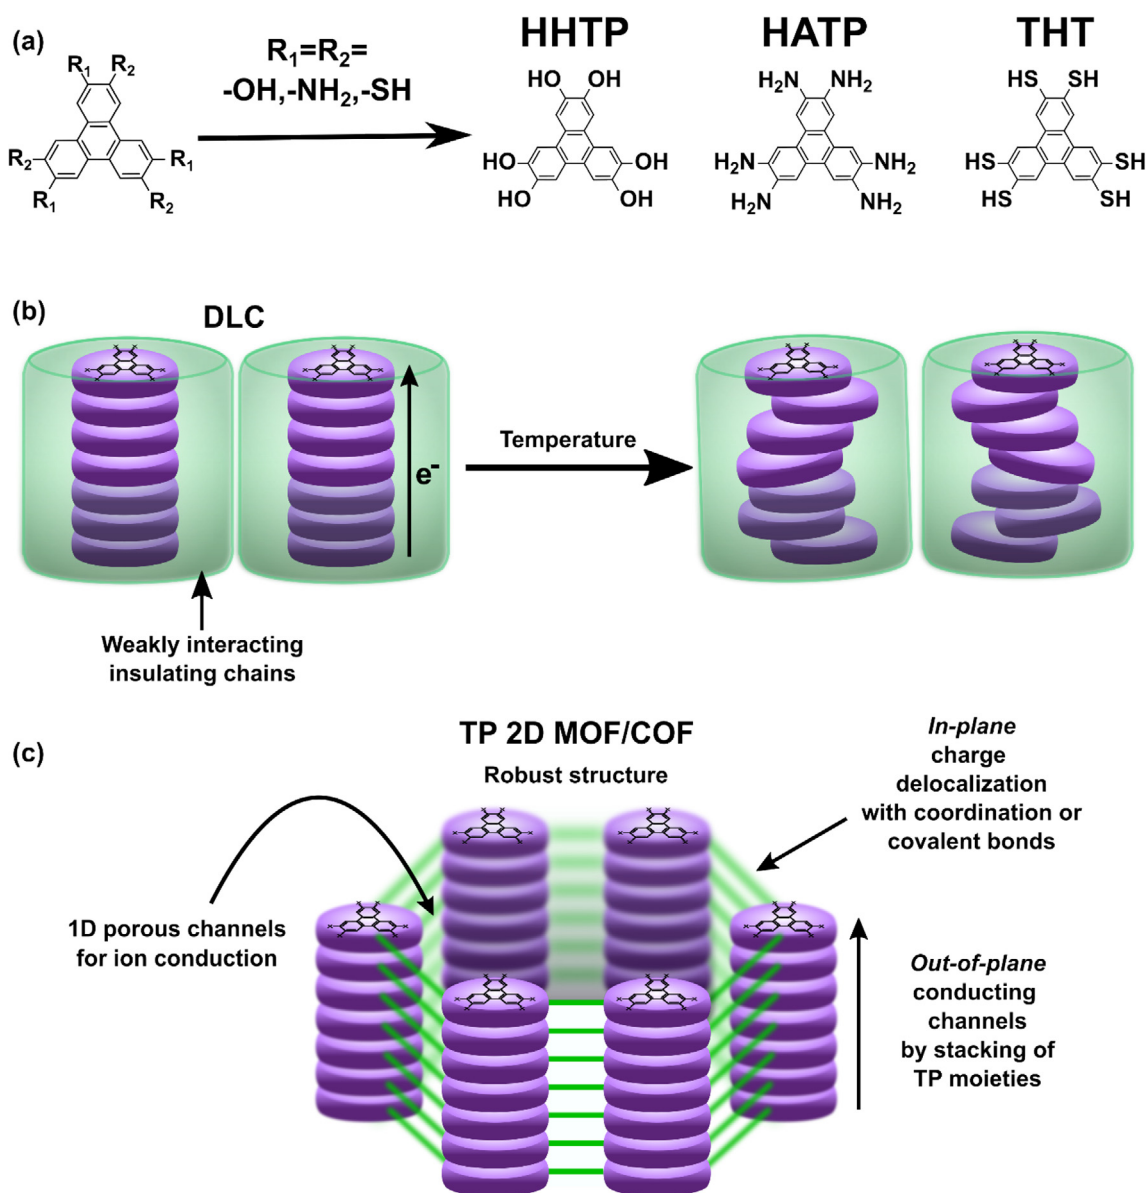 (a)
R₁
R₂
R₂
R₁
R₁
R₂
R₁=R₂=
-OH,-NH₂,-SH
HHTP
HO
OH
HO
OH
HO
OH
HATP
H₂N
NH₂
NH₂
NH₂
H₂N
NH₂
THT
HS
SH
HS
SH
HS
SH
(b)
DLC
e⁻
Temperature
Weakly interacting
insulating chains
(c)
TP 2D MOF/COF
Robust structure
In-plane
charge
delocalization
with coordination or
covalent bonds
1D porous channels
for ion conduction
Out-of-plane
conducting
channels
by stacking of
TP moieties